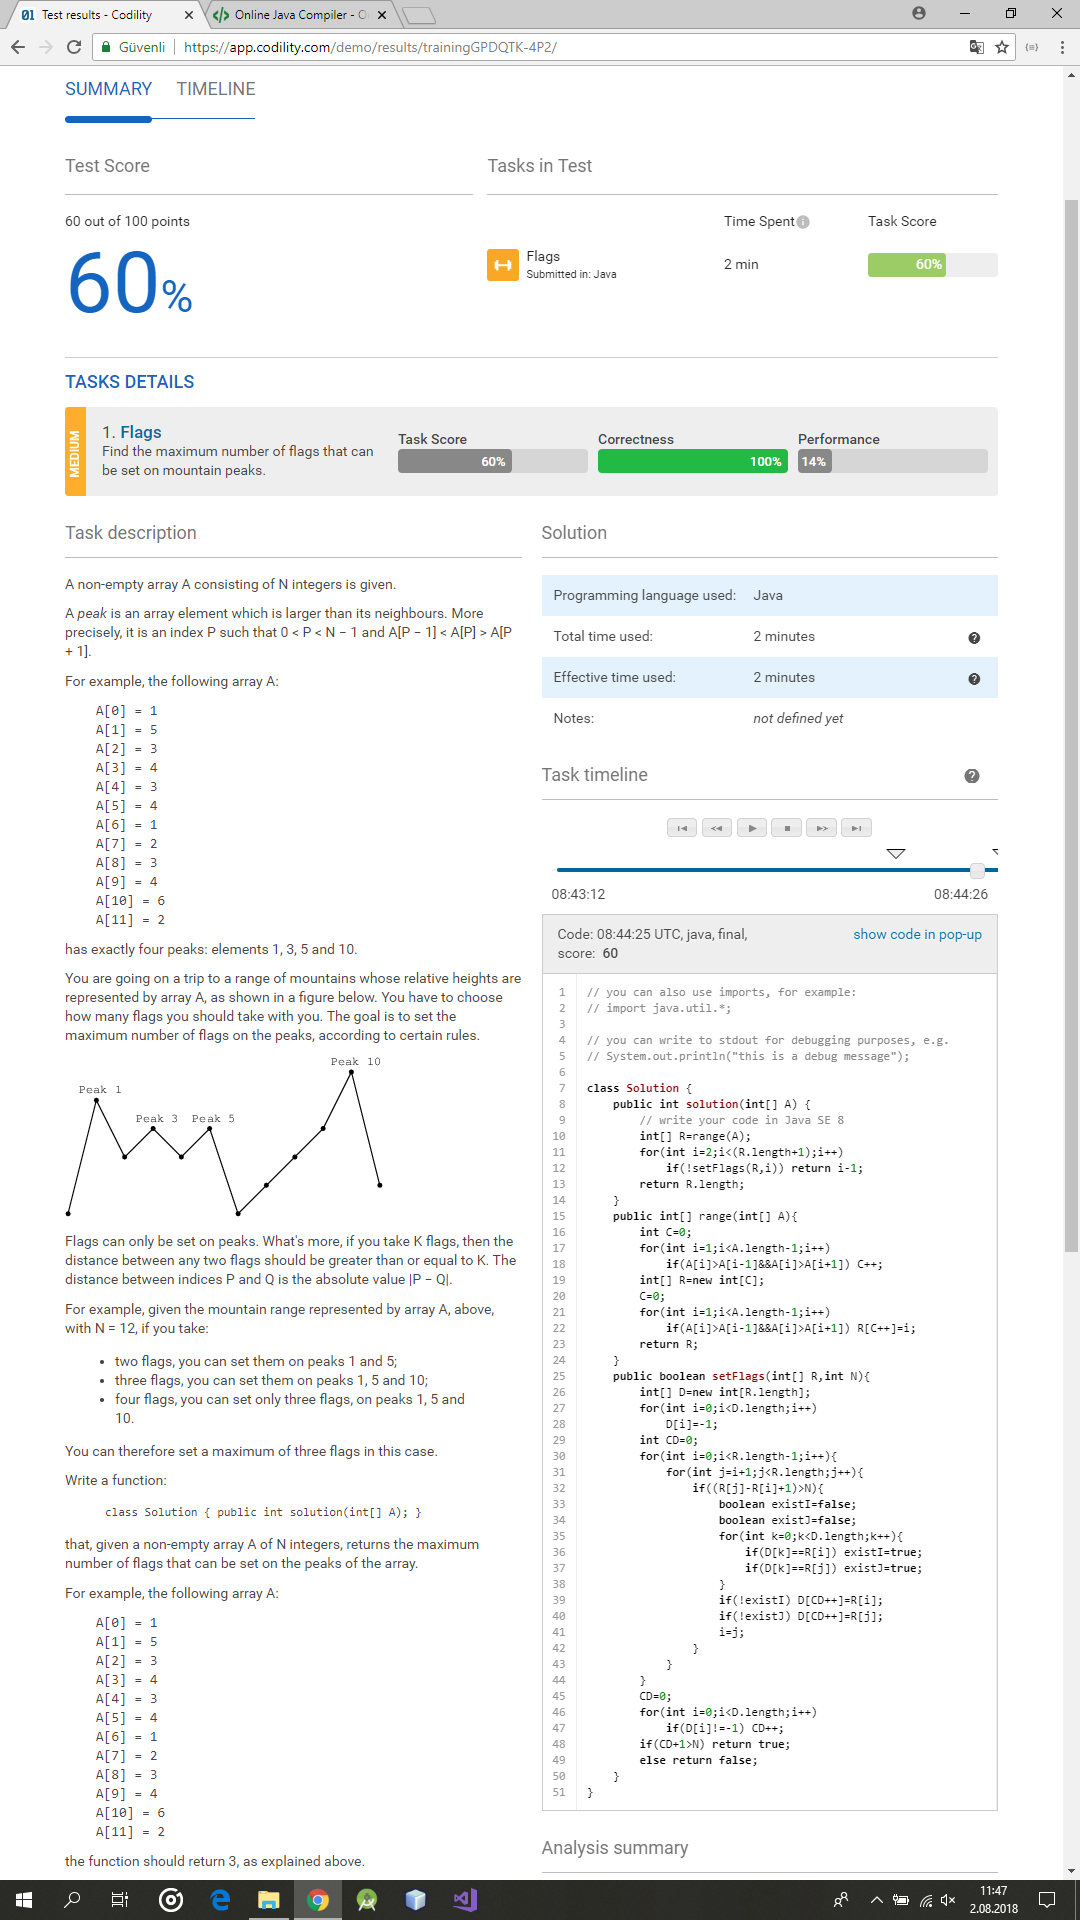 Test results - Codility
Online Java Compiler - O
Güvenli
https://app.codility.com/demo/results/trainingGPDQTK-4P2/
SUMMARY
TIMELINE
Test Score
Tasks in Test
60 out of 100 points
Time Spent
Task Score
60%
Flags
Submitted in: Java
2 min
60%
TASKS DETAILS
MEDIUM
1. Flags
Find the maximum number of flags that can
be set on mountain peaks.
Task Score
60%
Correctness
100%
Performance
14%
Task description
A non-empty array A consisting of N integers is given.
A peak is an array element which is larger than its neighbours. More
precisely, it is an index P such that 0 < P < N − 1 and A[P − 1] < A[P] > A[P
+ 1].
For example, the following array A:
A[0] = 1
A[1] = 5
A[2] = 3
A[3] = 4
A[4] = 3
A[5] = 4
A[6] = 1
A[7] = 2
A[8] = 3
A[9] = 4
A[10] = 6
A[11] = 2
has exactly four peaks: elements 1, 3, 5 and 10.
You are going on a trip to a range of mountains whose relative heights are
represented by array A, as shown in a figure below. You have to choose
how many flags you should take with you. The goal is to set the
maximum number of flags on the peaks, according to certain rules.
Peak 10
Peak 1
Peak 3
Peak 5
Flags can only be set on peaks. What's more, if you take K flags, then the
distance between any two flags should be greater than or equal to K. The
distance between indices P and Q is the absolute value |P − Q|.
For example, given the mountain range represented by array A, above,
with N = 12, if you take:
• two flags, you can set them on peaks 1 and 5;
• three flags, you can set them on peaks 1, 5 and 10;
• four flags, you can set only three flags, on peaks 1, 5 and
10.
You can therefore set a maximum of three flags in this case.
Write a function:
class Solution { public int solution(int[] A); }
that, given a non-empty array A of N integers, returns the maximum
number of flags that can be set on the peaks of the array.
For example, the following array A:
A[0] = 1
A[1] = 5
A[2] = 3
A[3] = 4
A[4] = 3
A[5] = 4
A[6] = 1
A[7] = 2
A[8] = 3
A[9] = 4
A[10] = 6
A[11] = 2
the function should return 3, as explained above.
Solution
Programming language used: Java
Total time used: 2 minutes
Effective time used: 2 minutes
Notes: not defined yet
Task timeline
08:43:12
08:44:26
Code: 08:44:25 UTC, java, final,
score: 60
show code in pop-up
1 // you can also use imports, for example:
2 // import java.util.*;
3
4 // you can write to stdout for debugging purposes, e.g.
5 // System.out.println("this is a debug message");
6
7 class Solution {
8 public int solution(int[] A) {
9 // write your code in Java SE 8
10 int[] R=range(A);
11 for(int i=2;i<(R.length+1);i++)
12 if(!setFlags(R,i)) return i-1;
13 return R.length;
14 }
15 public int[] range(int[] A){
16 int C=0;
17 for(int i=1;i<A.length-1;i++)
18 if(A[i]>A[i-1]&&A[i]>A[i+1]) C++;
19 int[] R=new int[C];
20 C=0;
21 for(int i=1;i<A.length-1;i++)
22 if(A[i]>A[i-1]&&A[i]>A[i+1]) R[C++]=i;
23 return R;
24 }
25 public boolean setFlags(int[] R,int N){
26 int[] D=new int[R.length];
27 for(int i=0;i<D.length;i++)
28 D[i]=-1;
29 int CD=0;
30 for(int i=0;i<R.length-1;i++){
31 for(int j=i+1;j<R.length;j++){
32 if((R[j]-R[i]+1)>N){
33 boolean existI=false;
34 boolean existJ=false;
35 for(int k=0;k<D.length;k++){
36 if(D[k]==R[i]) existI=true;
37 if(D[k]==R[j]) existJ=true;
38 }
39 if(!existI) D[CD++]=R[i];
40 if(!existJ) D[CD++]=R[j];
41 i=j;
42 }
43 }
44 }
45 CD=0;
46 for(int i=0;i<D.length;i++)
47 if(D[i]!=-1) CD++;
48 if(CD+1>N) return true;
49 else return false;
50 }
51 }
Analysis summary
11:47
2.08.2018